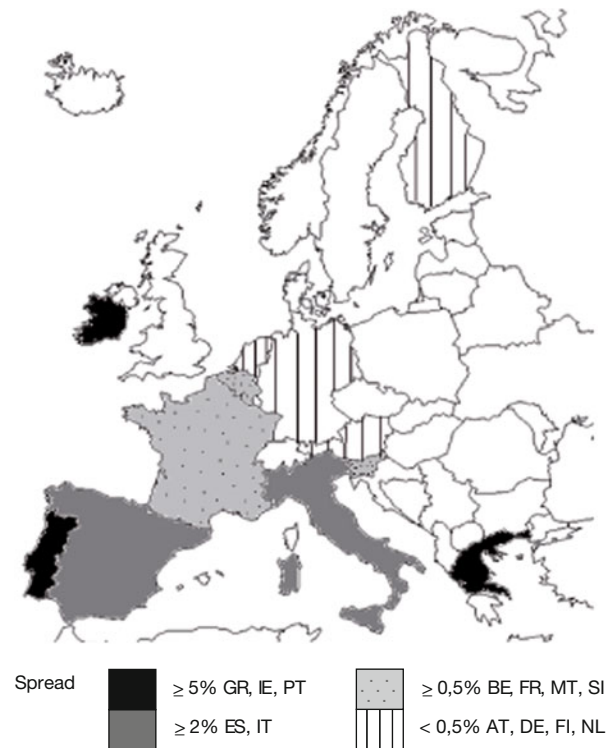 Spread
≥ 5% GR, IE, PT
≥ 2% ES, IT
≥ 0,5% BE, FR, MT, SI
< 0,5% AT, DE, FI, NL